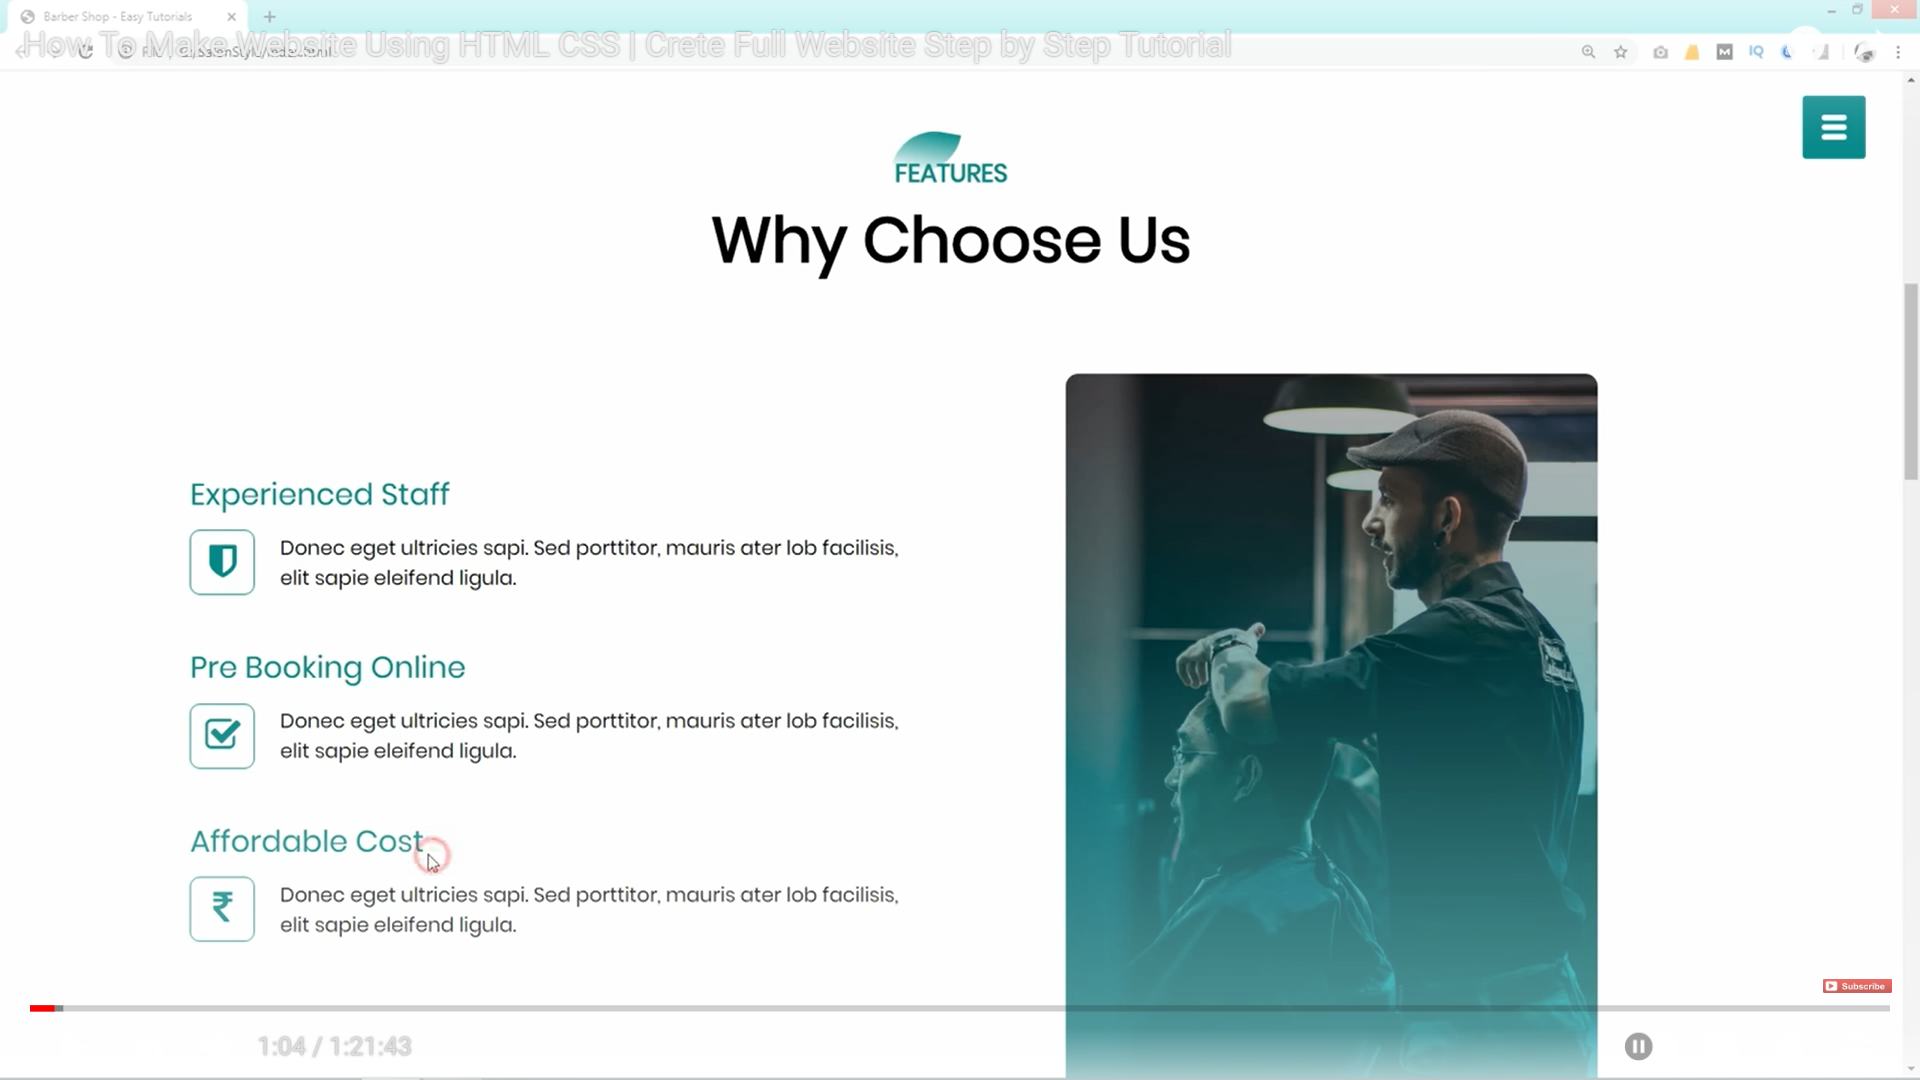 Barber Shop - Easy Tutorials
How To Make Website Using HTML CSS | Crete Full Website Step by Step Tutorial
IQ
FEATURES
Why Choose Us
Experienced Staff
Donec eget ultricies sapi. Sed porttitor, mauris ater lob facilisis,
elit sapie eleifend ligula.
Pre Booking Online
Donec eget ultricies sapi. Sed porttitor, mauris ater lob facilisis,
elit sapie eleifend ligula.
Affordable Cost
₹
Donec eget ultricies sapi. Sed porttitor, mauris ater lob facilisis,
elit sapie eleifend ligula.
Subscribe
1:04 / 1:21:43